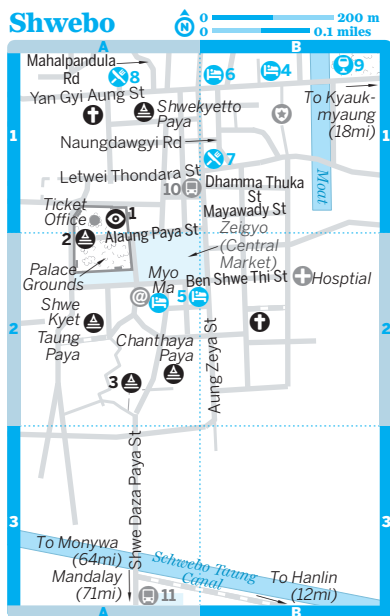 Shwebo
N
0 200 m
0 0.1 miles
A
B
Mahalpandula
Rd
8
6
4
9
Yan Gyi Aung St
Shwekyetto
Paya
To Kyauk-
myaung
(18mi)
1
1
Naungdawgyi Rd
7
Moat
Letwei Thondara St
10
Dhamma Thuka
St
Ticket
Office
1
Mayawady St
2
Aung Zeya St
Alaung Paya St
Zeigyo
(Central
Market)
Palace
Grounds
Myo
Ma
@
5
Ben Shwe Thi St
Hosptial
Shwe
Kyet
Taung
Paya
2
2
Chanthaya
Paya
3
Shwe Daza Paya St
3
3
To Monywa
(64mi)
Mandalay
(71mi)
Schwebo Taung
Canal
To Hanlin
(12mi)
11
A
B